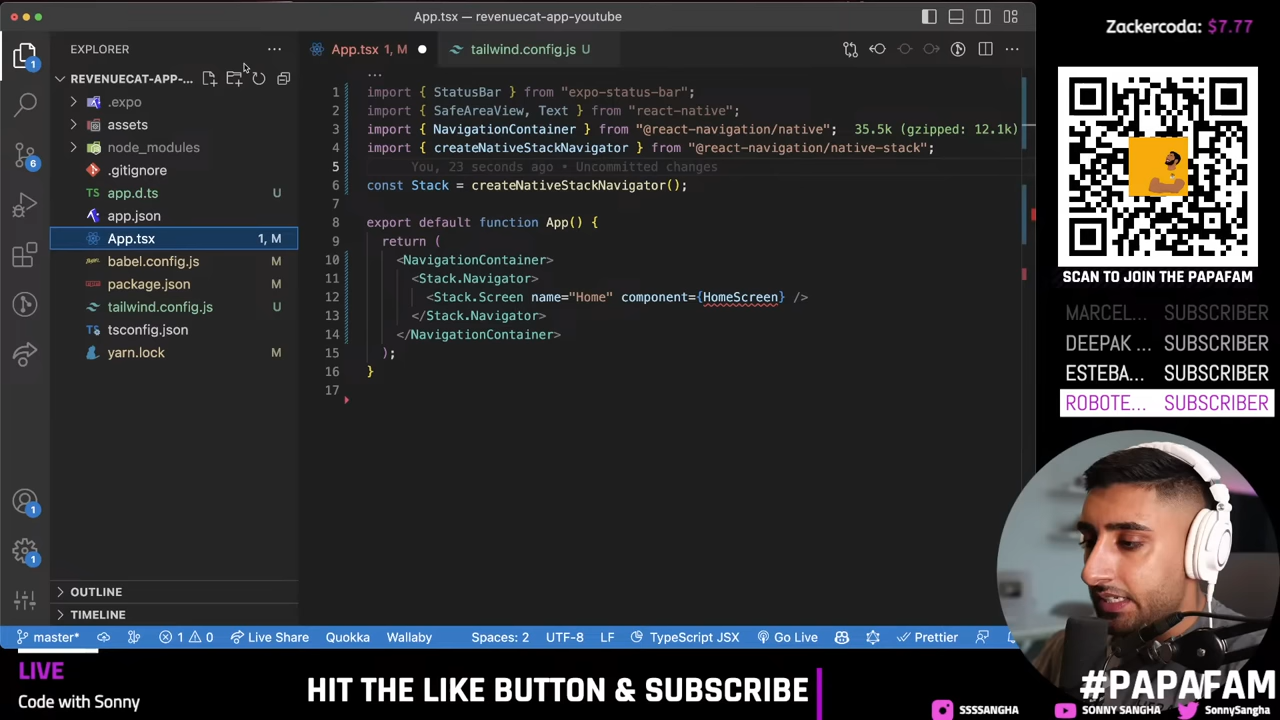 App.tsx - revenuecat-app-youtube
EXPLORER
REVENUECAT-APP-...
.expo
assets
node_modules
.gitignore
app.d.ts U
app.json
App.tsx 1, M
babel.config.js M
package.json M
tailwind.config.js U
tsconfig.json
yarn.lock M
OUTLINE
TIMELINE
1
6
1
1
App.tsx 1, M
tailwind.config.js U
1 import { StatusBar } from "expo-status-bar";
2 import { SafeAreaView, Text } from "react-native";
3 import { NavigationContainer } from "@react-navigation/native"; 35.5k (gzipped: 12.1k)
4 import { createNativeStackNavigator } from "@react-navigation/native-stack";
5 You, 23 seconds ago • Uncommitted changes
6 const Stack = createNativeStackNavigator();
7
8 export default function App() {
9 return (
10 <NavigationContainer>
11 <Stack.Navigator>
12 <Stack.Screen name="Home" component={HomeScreen} />
13 </Stack.Navigator>
14 </NavigationContainer>
15 );
16 }
17
master* 1 0 Live Share Quokka Wallaby Spaces: 2 UTF-8 LF TypeScript JSX Go Live Prettier
Zackercoda: $7.77
SCAN TO JOIN THE PAPAFAM
MARCEL... SUBSCRIBER
DEEPAK ... SUBSCRIBER
ESTEBA... SUBSCRIBER
ROBOTE... SUBSCRIBER
LIVE
Code with Sonny
HIT THE LIKE BUTTON & SUBSCRIBE
#PAPAFAM
SSSSANGHA SONNY SANGHA SonnySangha